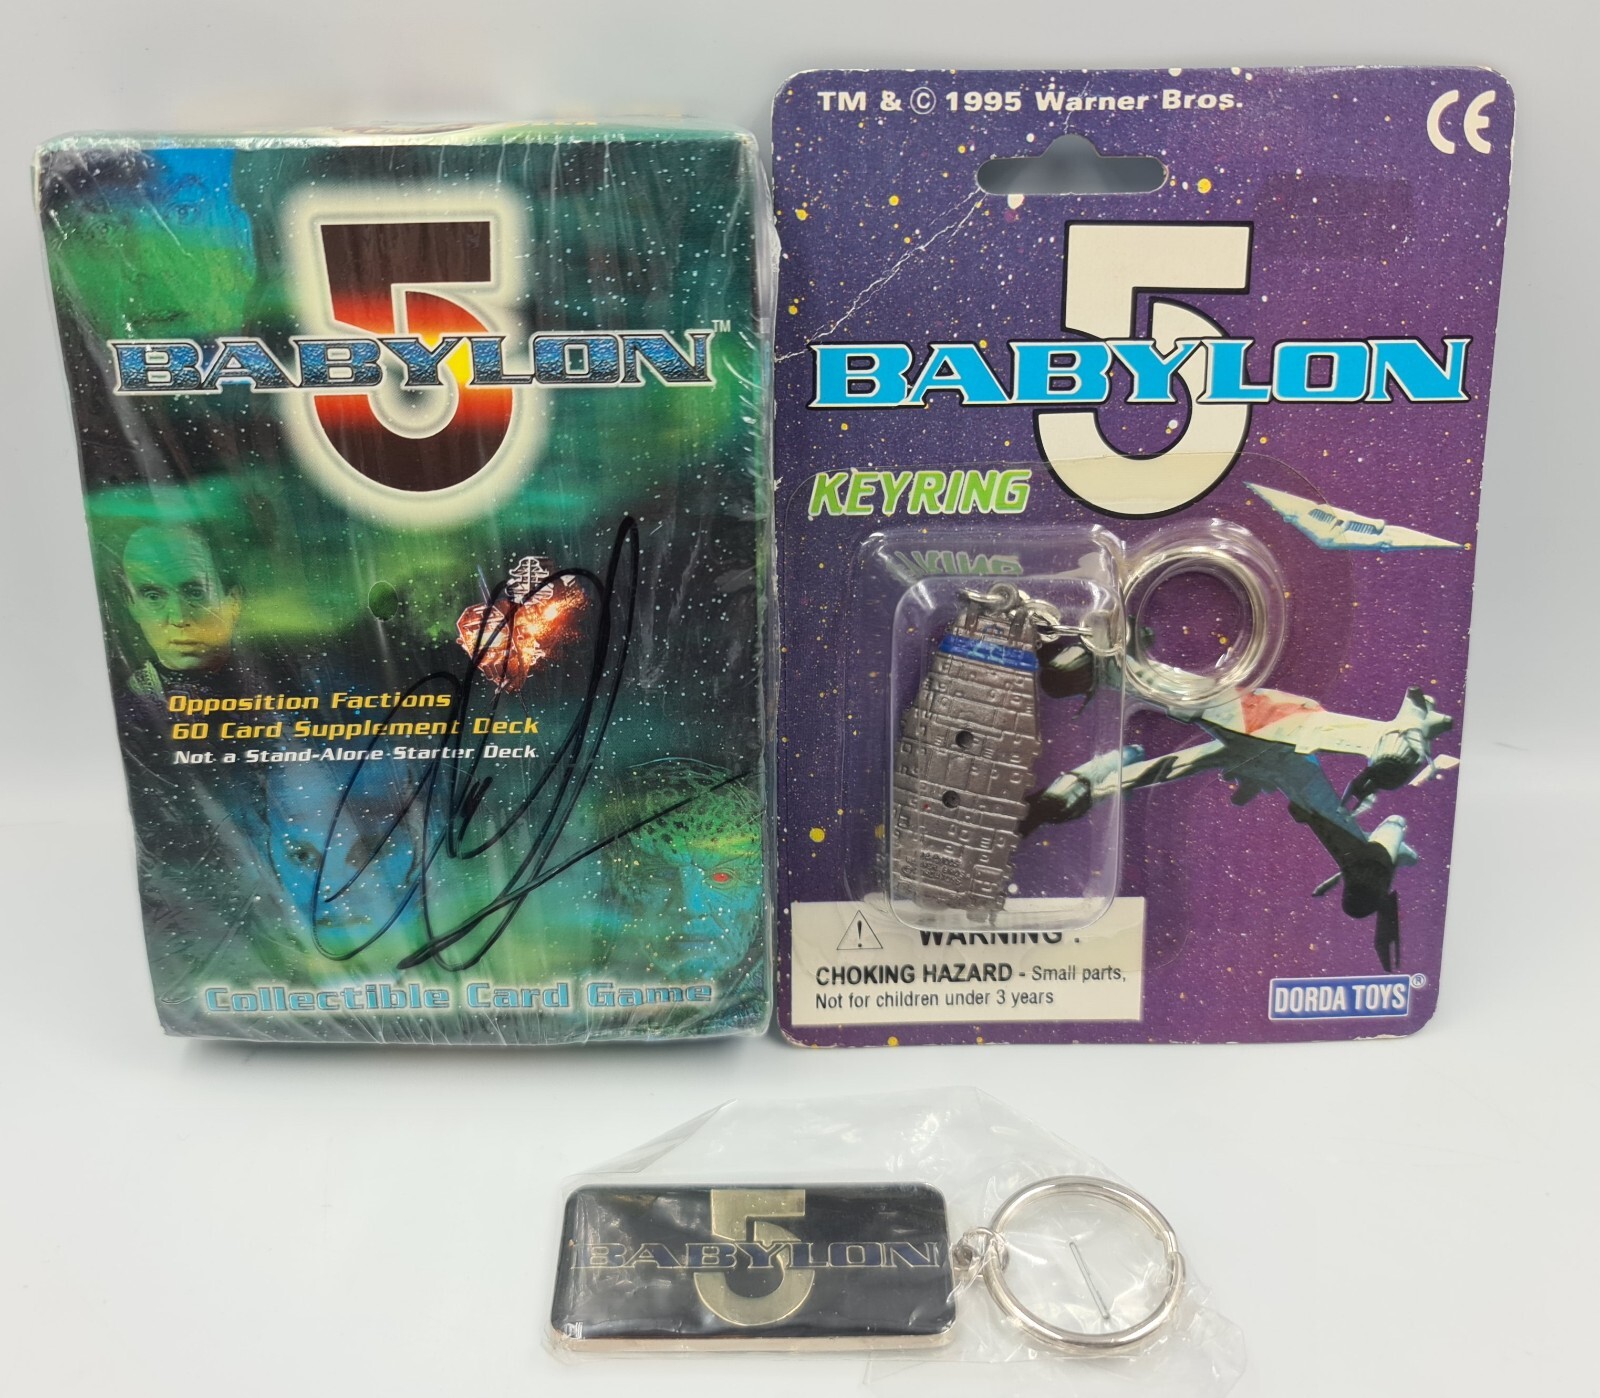 5
BABYLON™
Opposition Factions
60 Card Supplement Deck
Not a Stand-Alone Starter Deck
Collectible Card Game
TM & © 1995 Warner Bros.
CE
5
BABYLON
KEYRING
WARNING :
CHOKING HAZARD - Small parts,
Not for children under 3 years
DORDA TOYS®
5
BABYLON